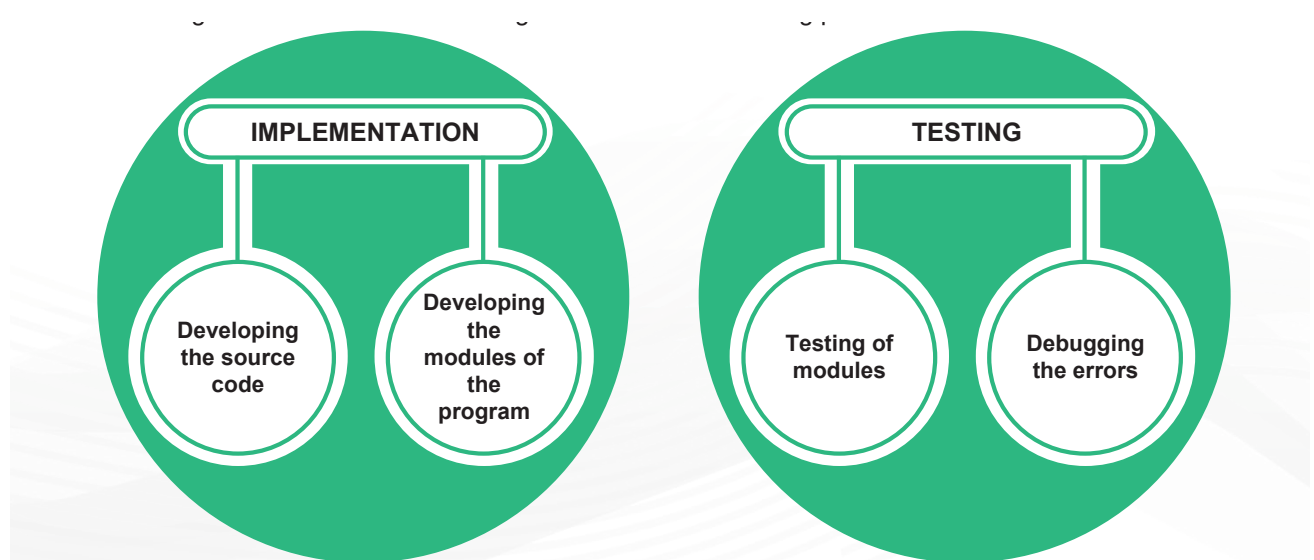 IMPLEMENTATION
Developing
the source
code
Developing
the
modules of
the
program
TESTING
Testing of
modules
Debugging
the errors